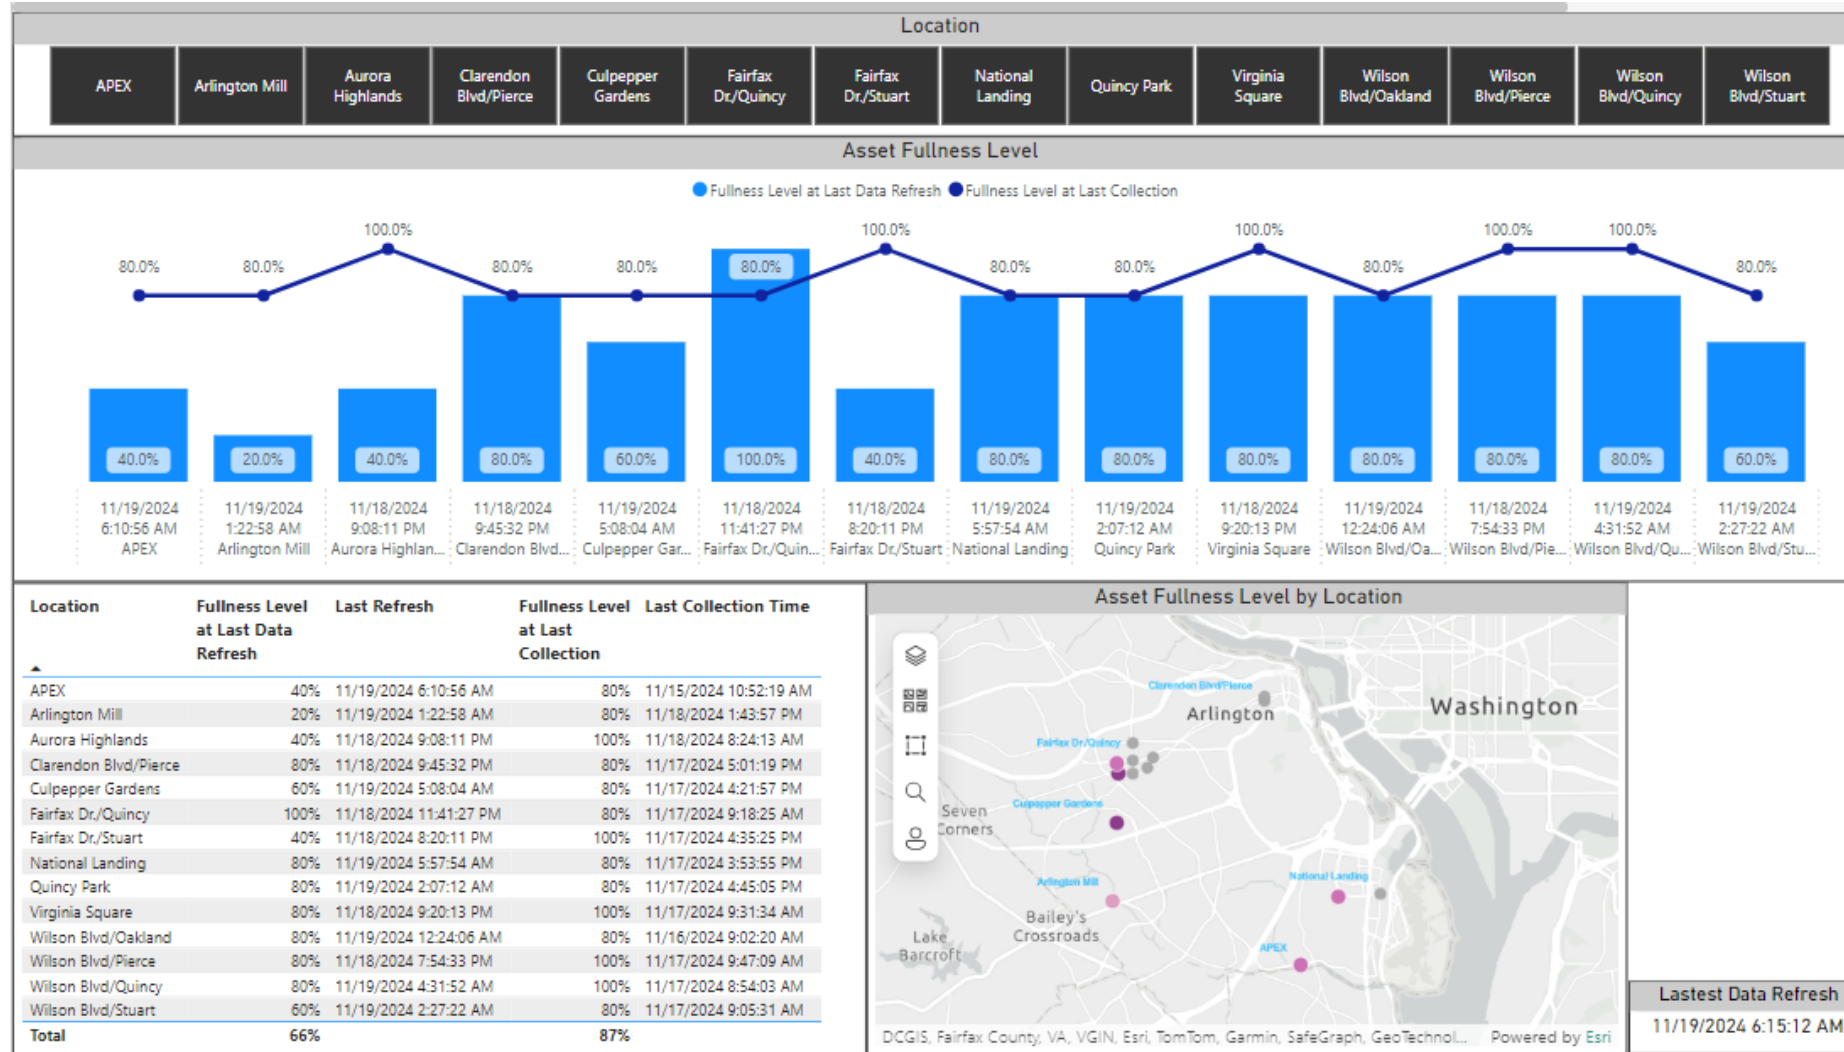 Location
APEX
Arlington Mill
Aurora
Highlands
Clarendon
Blvd/Pierce
Culpepper
Gardens
Fairfax
Dr./Quincy
Fairfax
Dr./Stuart
National
Landing
Quincy Park
Virginia
Square
Wilson
Blvd/Oakland
Wilson
Blvd/Pierce
Wilson
Blvd/Quincy
Wilson
Blvd/Stuart
Asset Fullness Level
Fullness Level at Last Data Refresh Fullness Level at Last Collection
80.0% 80.0% 100.0% 80.0% 80.0% 80.0% 100.0% 80.0% 80.0% 100.0% 80.0% 100.0% 100.0% 80.0%
40.0% 20.0% 40.0% 80.0% 60.0% 100.0% 40.0% 80.0% 80.0% 80.0% 80.0% 80.0% 80.0% 60.0%
11/19/2024
6:10:56 AM
APEX
11/19/2024
1:22:58 AM
Arlington Mill
11/18/2024
9:08:11 PM
Aurora Highlan...
11/18/2024
9:45:32 PM
Clarendon Blvd...
11/19/2024
5:08:04 AM
Culpepper Gar...
11/18/2024
11:41:27 PM
Fairfax Dr./Quin...
11/18/2024
8:20:11 PM
Fairfax Dr./Stuart
11/19/2024
5:57:54 AM
National Landing
11/19/2024
2:07:12 AM
Quincy Park
11/18/2024
9:20:13 PM
Virginia Square
11/19/2024
12:24:06 AM
Wilson Blvd/Oa...
11/18/2024
7:54:33 PM
Wilson Blvd/Pie...
11/19/2024
4:31:52 AM
Wilson Blvd/Qu...
11/19/2024
2:27:22 AM
Wilson Blvd/Stu...
Location
Fullness Level
at Last Data
Refresh
Last Refresh
Fullness Level
at Last
Collection
Last Collection Time
APEX 40% 11/19/2024 6:10:56 AM 80% 11/15/2024 10:52:19 AM
Arlington Mill 20% 11/19/2024 1:22:58 AM 80% 11/18/2024 1:43:57 PM
Aurora Highlands 40% 11/18/2024 9:08:11 PM 100% 11/18/2024 8:24:13 AM
Clarendon Blvd/Pierce 80% 11/18/2024 9:45:32 PM 80% 11/17/2024 5:01:19 PM
Culpepper Gardens 60% 11/19/2024 5:08:04 AM 80% 11/17/2024 4:21:57 PM
Fairfax Dr./Quincy 100% 11/18/2024 11:41:27 PM 80% 11/17/2024 9:18:25 AM
Fairfax Dr./Stuart 40% 11/18/2024 8:20:11 PM 100% 11/17/2024 4:35:25 PM
National Landing 80% 11/19/2024 5:57:54 AM 80% 11/17/2024 3:53:55 PM
Quincy Park 80% 11/19/2024 2:07:12 AM 80% 11/17/2024 4:45:05 PM
Virginia Square 80% 11/18/2024 9:20:13 PM 100% 11/17/2024 9:31:34 AM
Wilson Blvd/Oakland 80% 11/19/2024 12:24:06 AM 80% 11/16/2024 9:02:20 AM
Wilson Blvd/Pierce 80% 11/18/2024 7:54:33 PM 100% 11/17/2024 9:47:09 AM
Wilson Blvd/Quincy 80% 11/19/2024 4:31:52 AM 100% 11/17/2024 8:54:03 AM
Wilson Blvd/Stuart 60% 11/19/2024 2:27:22 AM 80% 11/17/2024 9:05:31 AM
Total 66% 87%
Asset Fullness Level by Location
Clarendon Blvd/Pierce
Arlington
Washington
Fairfax Dr./Quincy
Culpepper Gardens
Seven
Corners
Arlington Mill
National Landing
Bailey's
Crossroads
Lake
Barcroft
APEX
DCGIS, Fairfax County, VA, VGIN, Esri, TomTom, Garmin, SafeGraph, GeoTechnol... Powered by Esri
Lastest Data Refresh
11/19/2024 6:15:12 AM